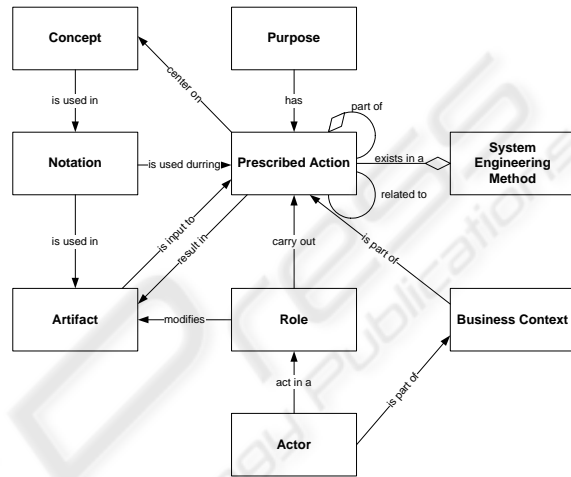 Concept
Purpose
center on
is used in
has
part of
Notation
is used durring
Prescribed Action
exists in a
System
Engineering
Method
related to
is used in
is input to
result in
carry out
is part of
Artifact
modifies
Role
Business Context
act in a
is part of
Actor